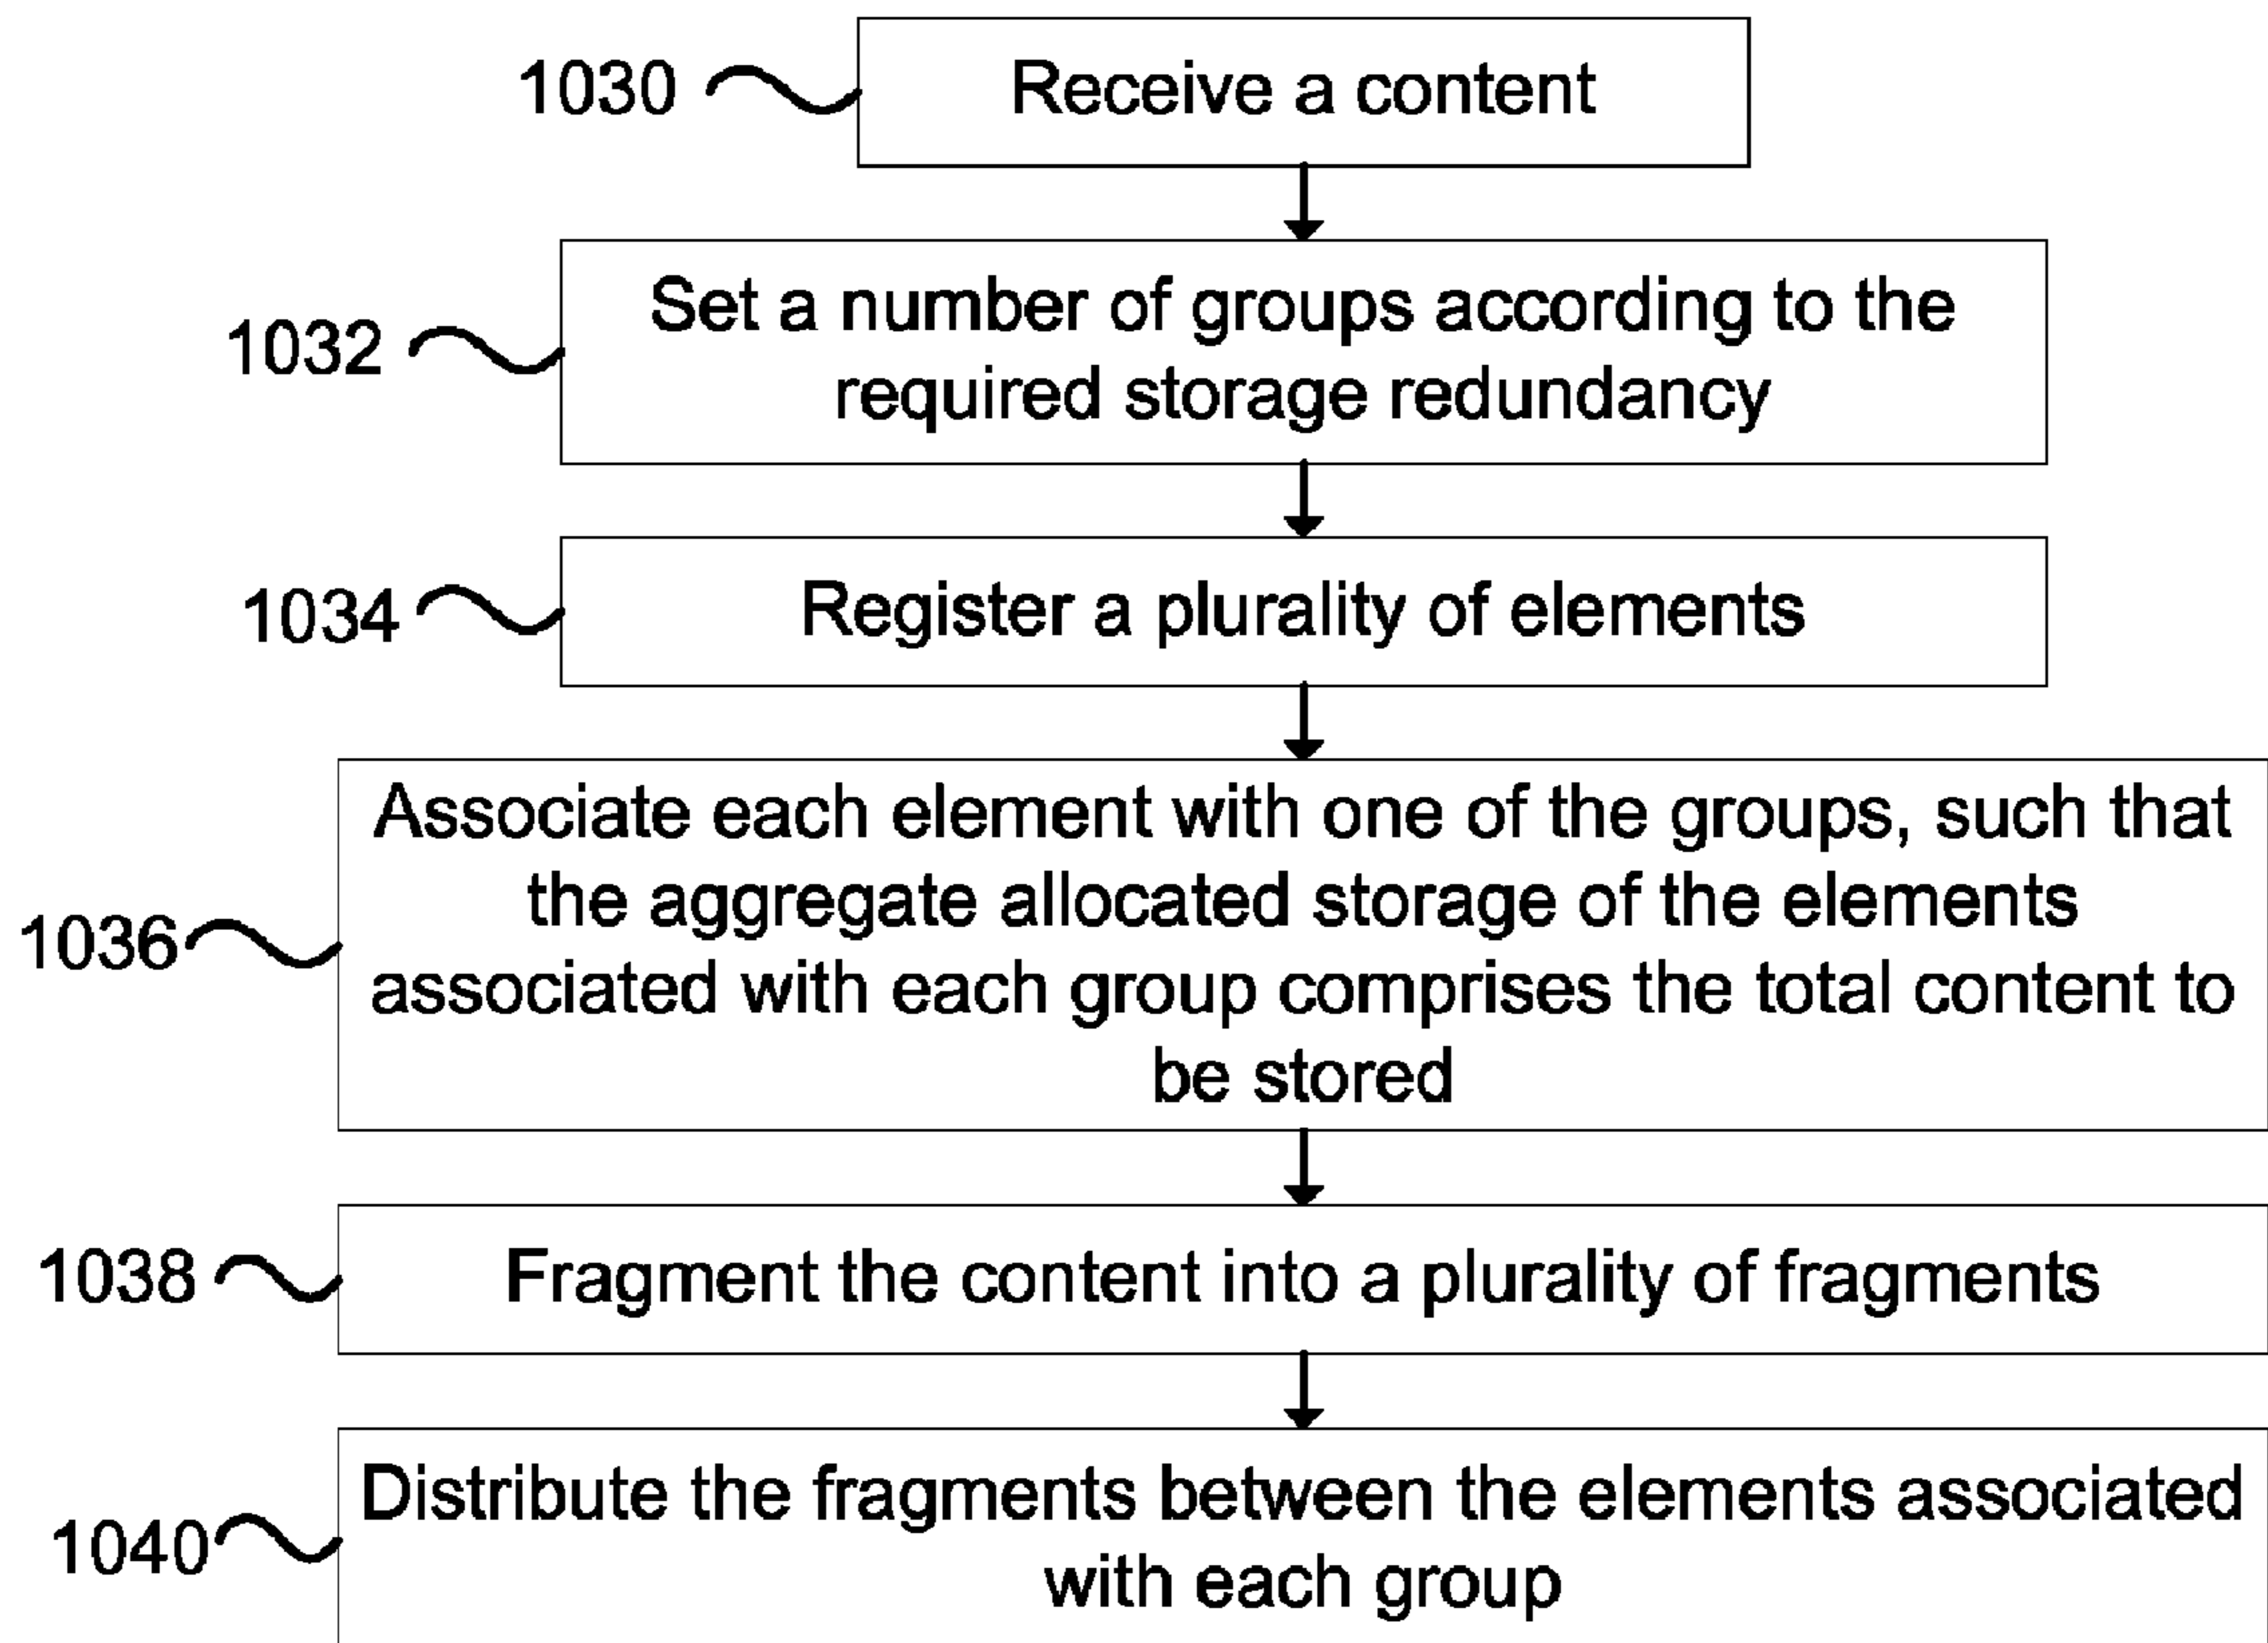 1030
Receive a content
1032
Set a number of groups according to the
required storage redundancy
1034
Register a plurality of elements
1036
Associate each element with one of the groups, such that
the aggregate allocated storage of the elements
associated with each group comprises the total content to
be stored
1038
Fragment the content into a plurality of fragments
1040
Distribute the fragments between the elements associated
with each group